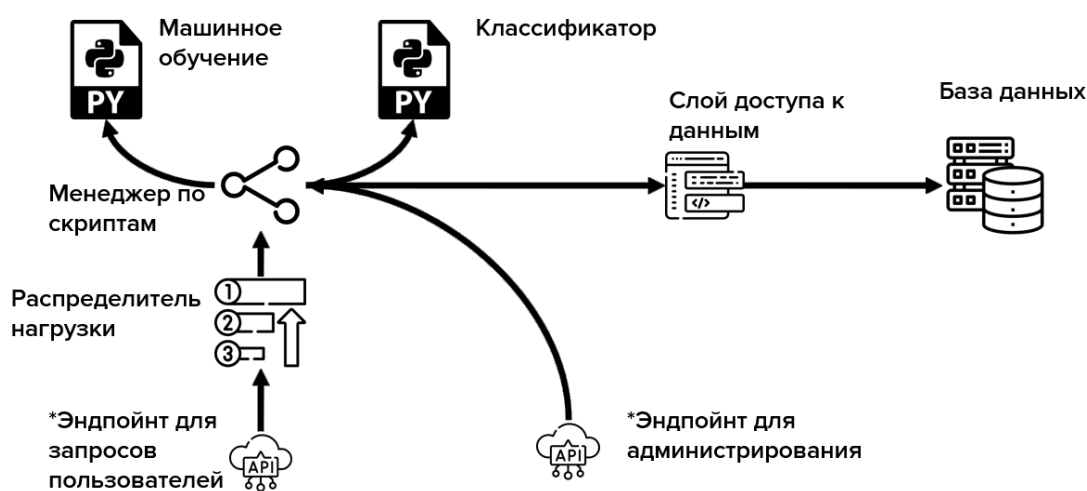 Машинное
обучение
PY
Классификатор
PY
Слой доступа к
данным
</>
База данных
Менеджер по
скриптам
Распределитель
нагрузки
1
2
3
*Эндпойнт для
запросов
пользователей
API
*Эндпойнт для
администрирования
API